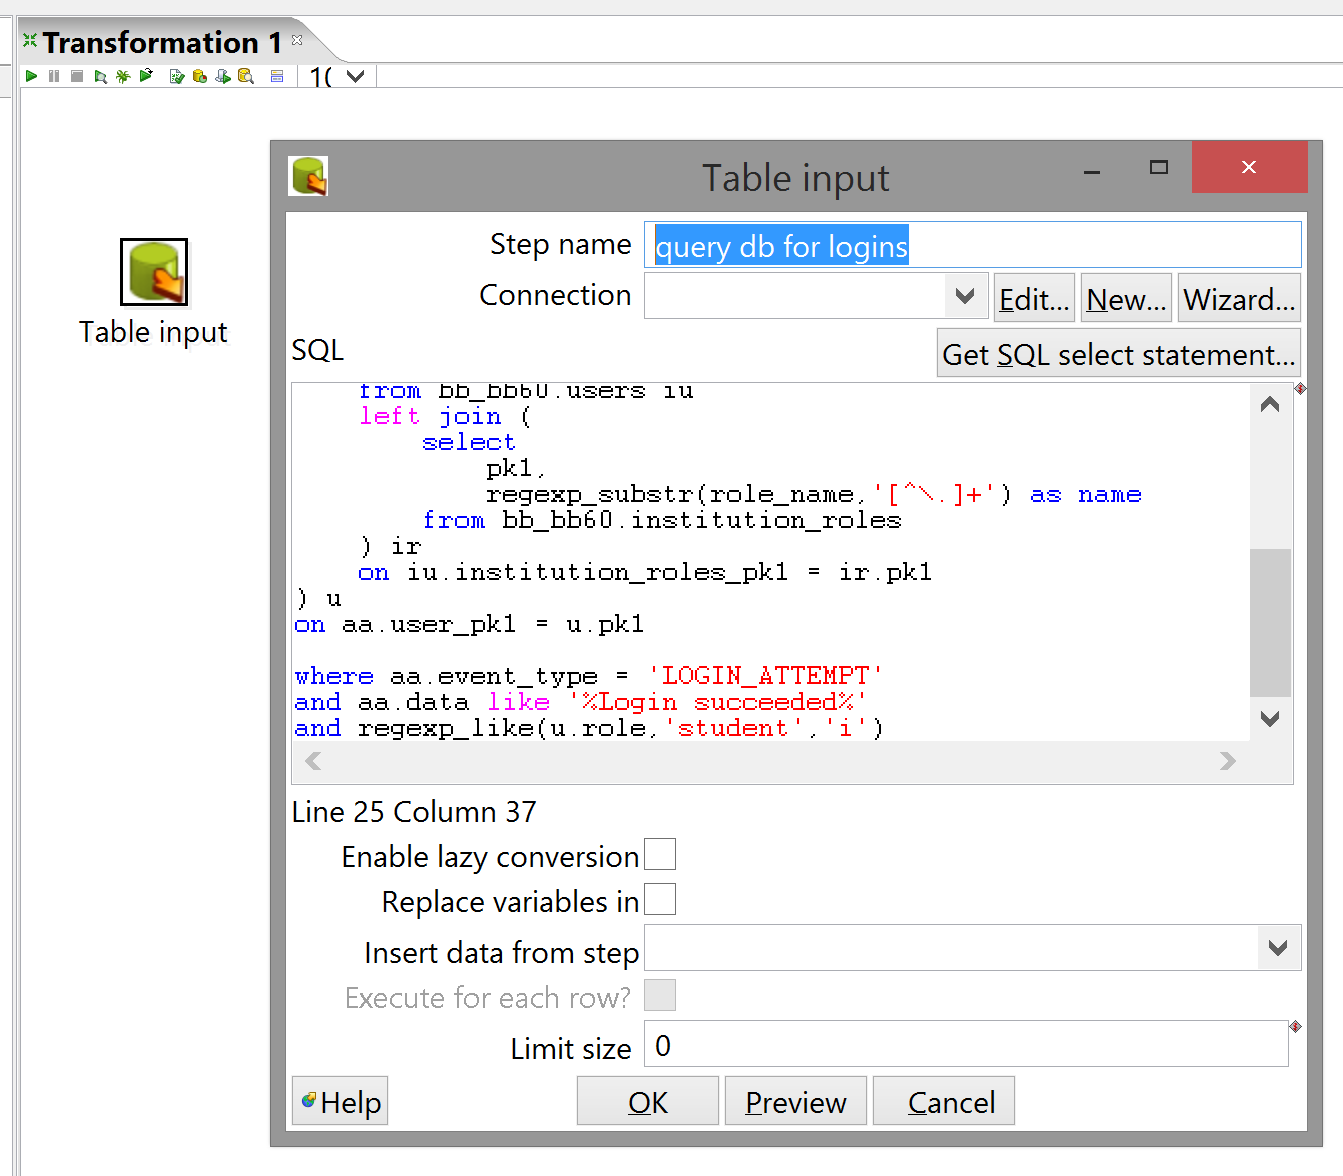 Transformation 1
10
Table input
Table input
Step name query db for logins
Connection Edit... New... Wizard...
SQL
Get SQL select statement...
from bb_bb60.users iu
left join (
select
pk1,
regexp_substr(role_name,'[^\.]+') as name
from bb_bb60.institution_roles
) ir
on iu.institution_roles_pk1 = ir.pk1
) u
on aa.user_pk1 = u.pk1
where aa.event_type = 'LOGIN_ATTEMPT'
and aa.data like '%Login succeeded%'
and regexp_like(u.role,'student','i')
Line 25 Column 37
Enable lazy conversion
Replace variables in
Insert data from step
Execute for each row?
Limit size 0
Help OK Preview Cancel